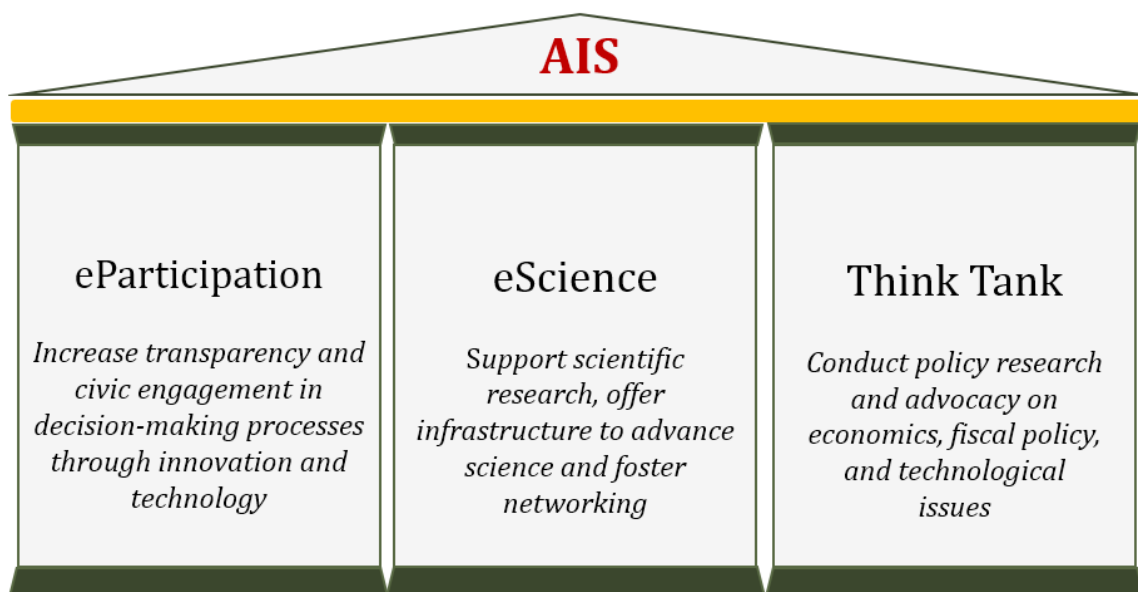 AIS
eParticipation
Increase transparency and
civic engagement in
decision-making processes
through innovation and
technology
eScience
Support scientific
research, offer
infrastructure to advance
science and foster
networking
Think Tank
Conduct policy research
and advocacy on
economics, fiscal policy,
and technological
issues